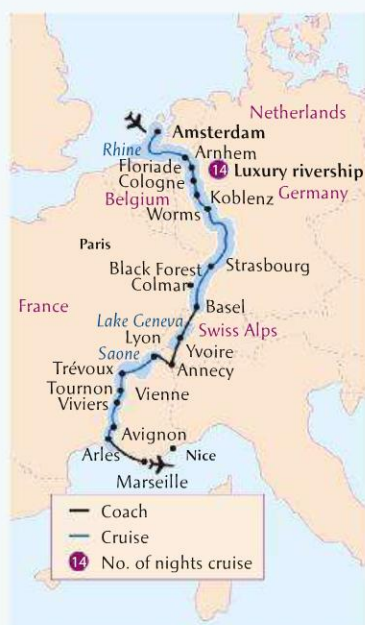 Netherlands
Amsterdam
Rhine
Arnhem
Floriade
14 Luxury rivership
Cologne
Belgium
Koblenz
Germany
Worms
Paris
Black Forest
Strasbourg
Colmar
France
Basel
Lake Geneva
Swiss Alps
Lyon
Yvoire
Saone
Annecy
Trévoux
Tournon
Vienne
Viviers
Avignon
Arles
Nice
Marseille
Coach
Cruise
14 No. of nights cruise